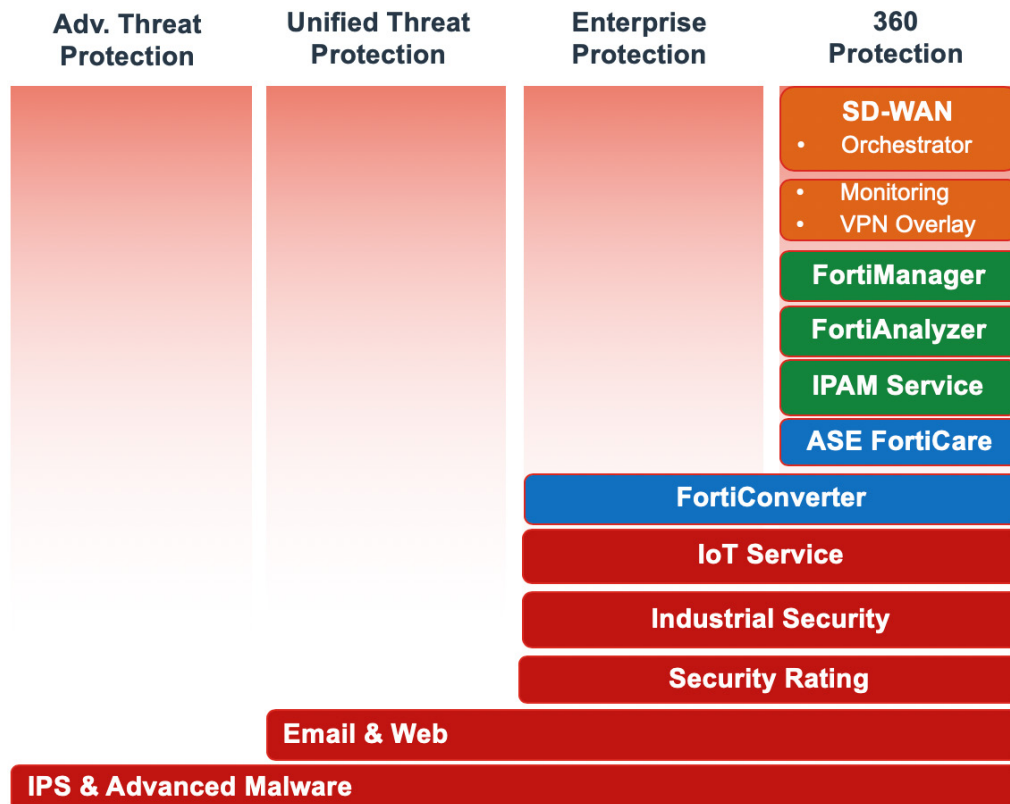 Adv. Threat
Protection
Unified Threat
Protection
Enterprise
Protection
360
Protection
SD-WAN
• Orchestrator
• Monitoring
• VPN Overlay
FortiManager
FortiAnalyzer
IPAM Service
ASE FortiCare
FortiConverter
IoT Service
Industrial Security
Security Rating
Email & Web
IPS & Advanced Malware